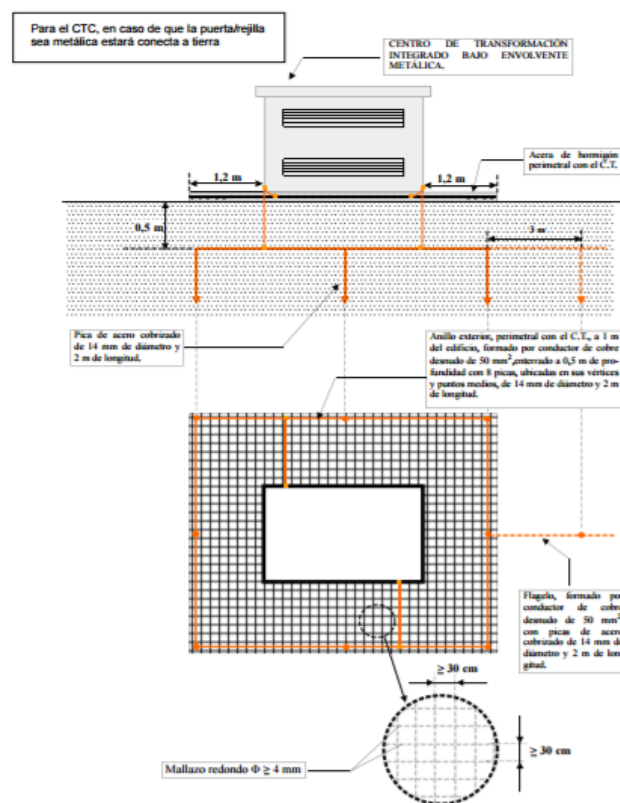 Para el CTC, en caso de que la puerta/rejilla
sea metálica estará conecta a tierra
CENTRO DE TRANSFORMACIÓN
INTEGRADO BAJO ENVOLVENTE
METÁLICA.
1,2 m
1,2 m
Acera de hormigón
perimetral con el C.T.
0,5 m
3 m
Pica de acero cobrizado
de 14 mm de diámetro y
2 m de longitud.
Anillo exterior, perimetral con el C.T., a 1 m
del edificio, formado por conductor de cobre
desnudo de 50 mm², enterrado a 0,5 m de pro-
fundidad con 8 picas, ubicadas en sus vértices
y puntos medios, de 14 mm de diámetro y 2 m
de longitud.
Flagelo, formado por
conductor de cobre
desnudo de 50 mm²
con picas de acero
cobrizado de 14 mm de
diámetro y 2 m de lon
gitud.
≥ 30 cm
≥ 30 cm
Mallazo redondo Φ ≥ 4 mm